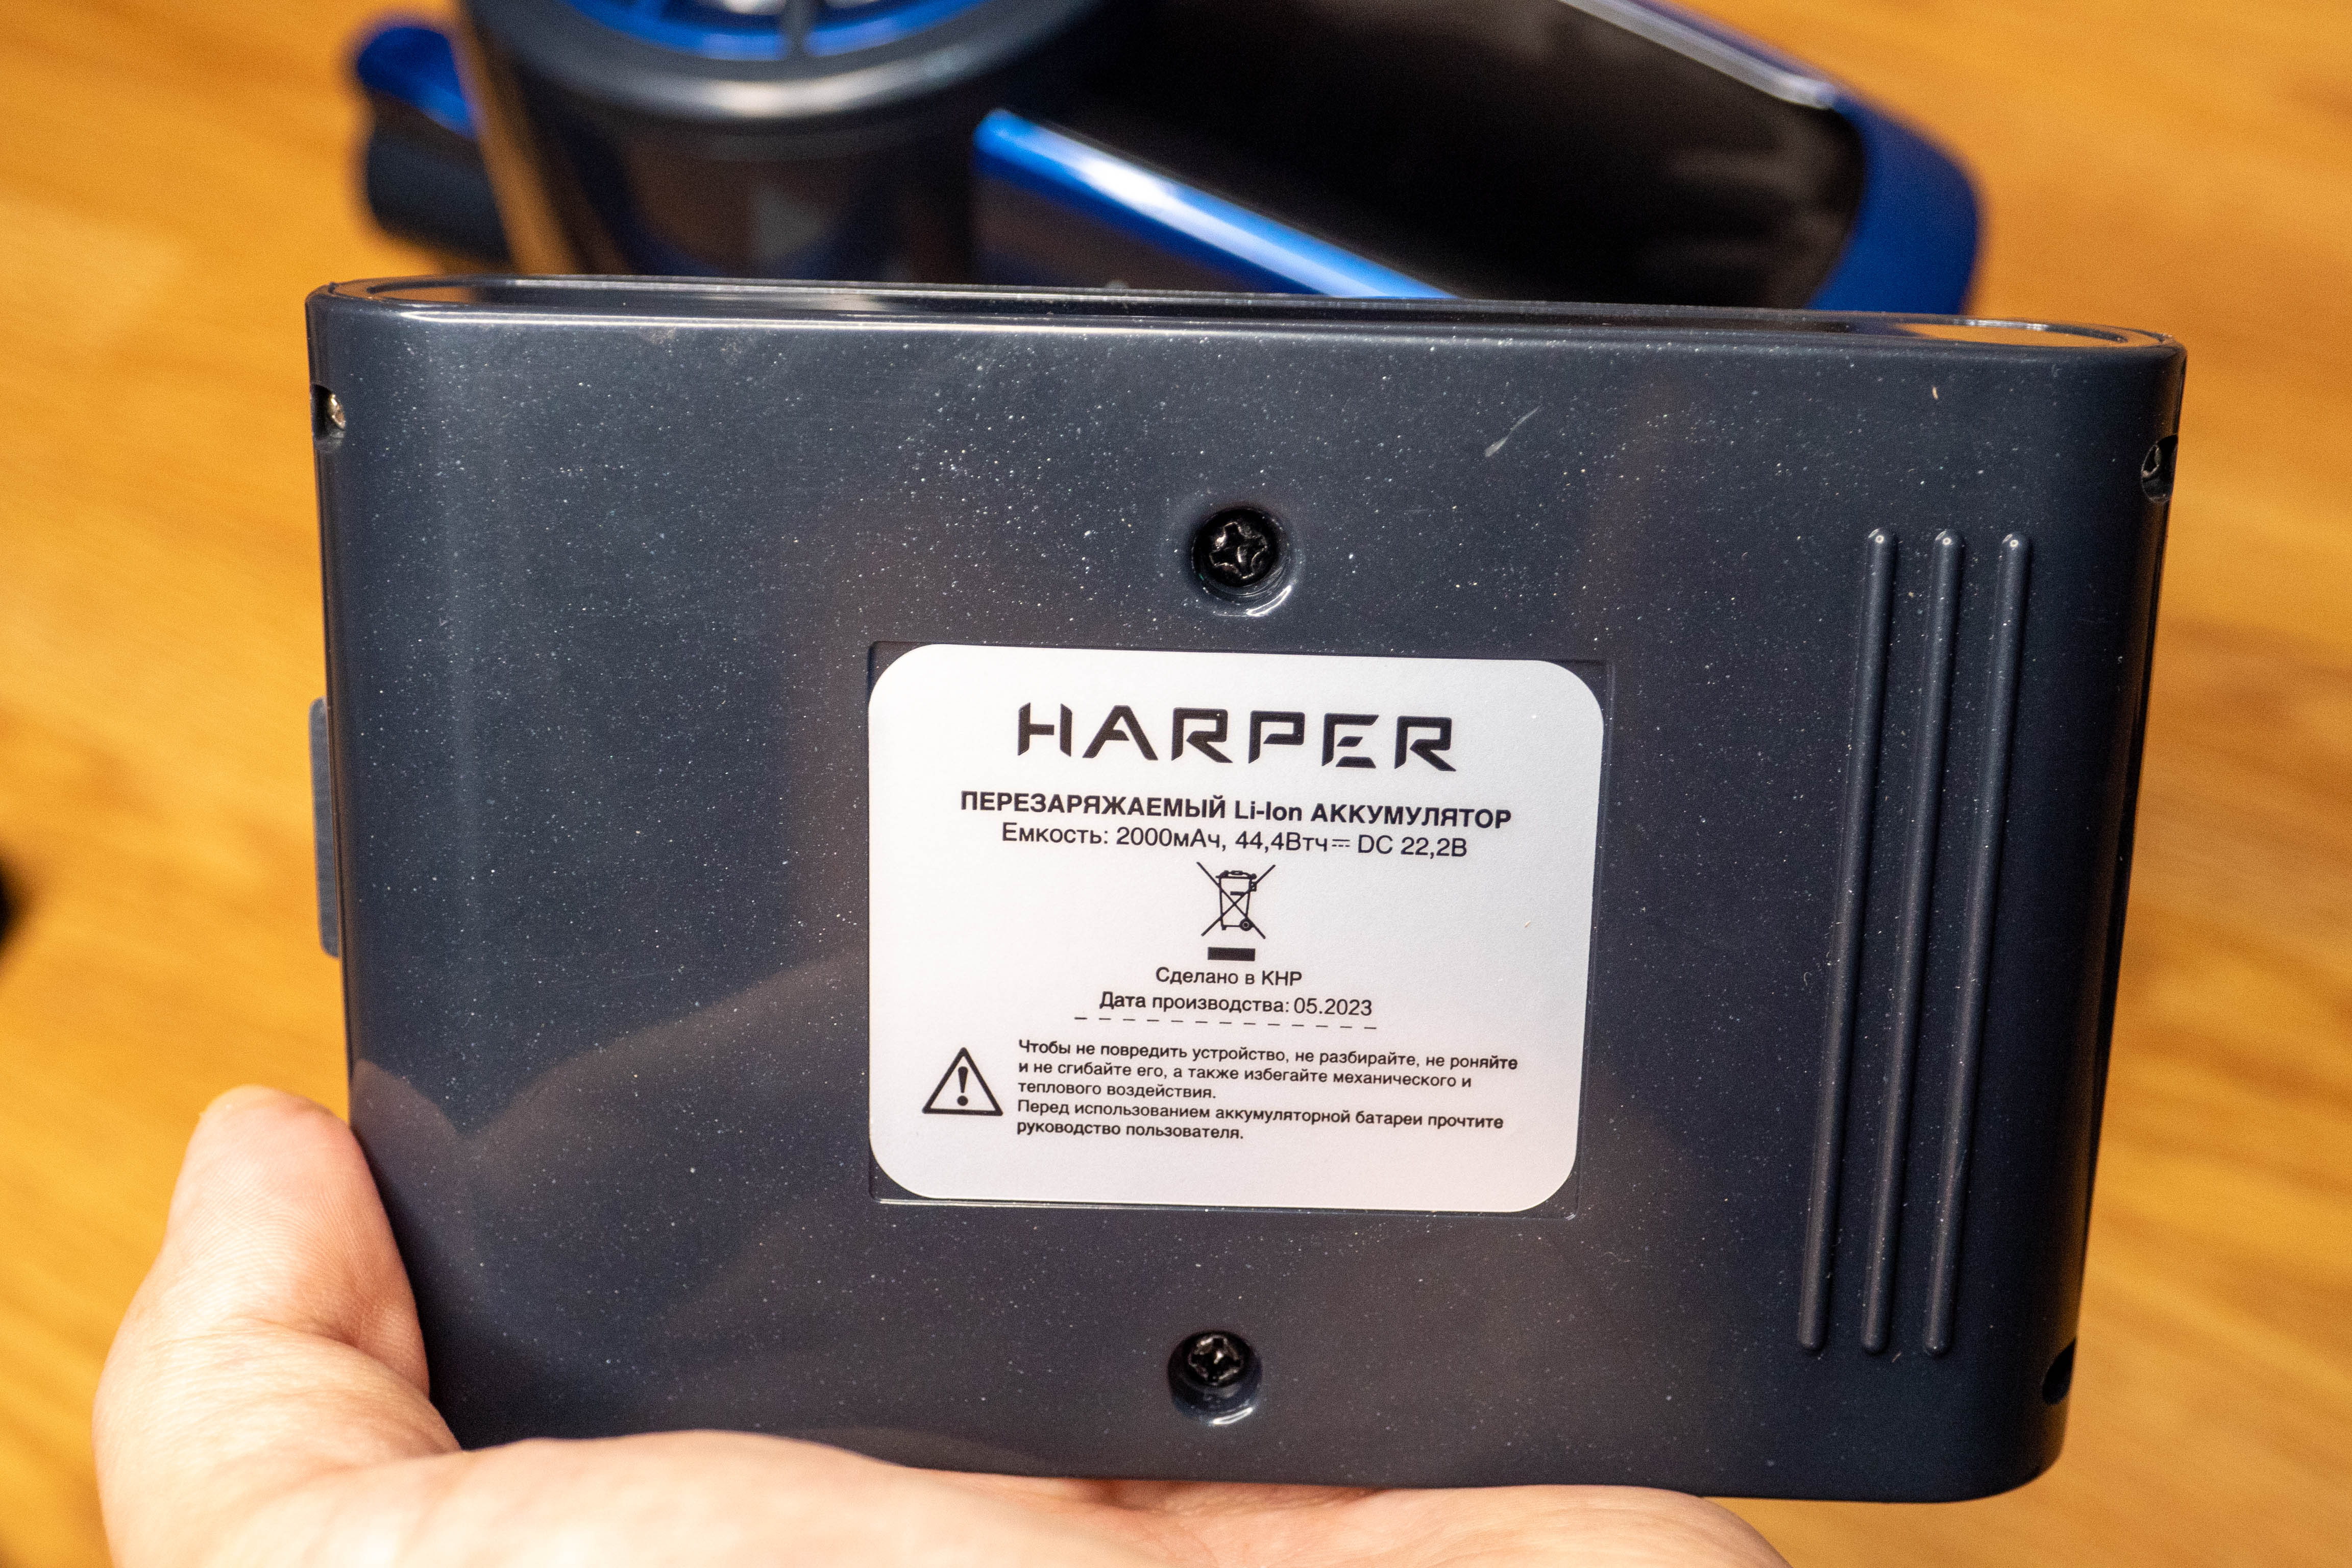 HARPER
ПЕРЕЗАРЯЖАЕМЫЙ Li-Ion АККУМУЛЯТОР
Емкость: 2000мАч, 44,4Втч⎓ DC 22,2В
Сделано в КНР
Дата производства: 05.2023
Чтобы не повредить устройство, не разбирайте, не роняйте
и не сгибайте его, а также избегайте механического и
теплового воздействия.
Перед использованием аккумуляторной батареи прочтите
руководство пользователя.